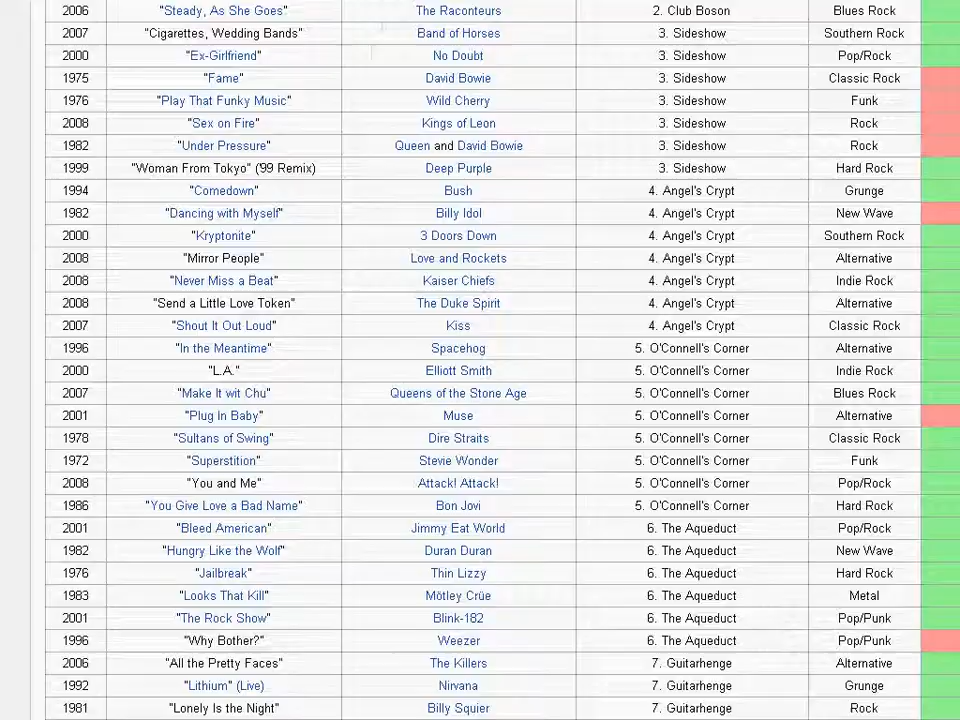 2006 "Steady, As She Goes" The Raconteurs 2. Club Boson Blues Rock
2007 "Cigarettes, Wedding Bands" Band of Horses 3. Sideshow Southern Rock
2000 "Ex-Girlfriend" No Doubt 3. Sideshow Pop/Rock
1975 "Fame" David Bowie 3. Sideshow Classic Rock
1976 "Play That Funky Music" Wild Cherry 3. Sideshow Funk
2008 "Sex on Fire" Kings of Leon 3. Sideshow Rock
1982 "Under Pressure" Queen and David Bowie 3. Sideshow Rock
1999 "Woman From Tokyo" ('99 Remix) Deep Purple 3. Sideshow Hard Rock
1994 "Comedown" Bush 4. Angel's Crypt Grunge
1982 "Dancing with Myself" Billy Idol 4. Angel's Crypt New Wave
2000 "Kryptonite" 3 Doors Down 4. Angel's Crypt Southern Rock
2008 "Mirror People" Love and Rockets 4. Angel's Crypt Alternative
2008 "Never Miss a Beat" Kaiser Chiefs 4. Angel's Crypt Indie Rock
2008 "Send a Little Love Token" The Duke Spirit 4. Angel's Crypt Alternative
2007 "Shout It Out Loud" Kiss 4. Angel's Crypt Classic Rock
1996 "In the Meantime" Spacehog 5. O'Connell's Corner Alternative
2000 "L.A." Elliott Smith 5. O'Connell's Corner Indie Rock
2007 "Make It wit Chu" Queens of the Stone Age 5. O'Connell's Corner Blues Rock
2001 "Plug In Baby" Muse 5. O'Connell's Corner Alternative
1978 "Sultans of Swing" Dire Straits 5. O'Connell's Corner Classic Rock
1972 "Superstition" Stevie Wonder 5. O'Connell's Corner Funk
2008 "You and Me" Attack! Attack! 5. O'Connell's Corner Pop/Rock
1986 "You Give Love a Bad Name" Bon Jovi 5. O'Connell's Corner Hard Rock
2001 "Bleed American" Jimmy Eat World 6. The Aqueduct Pop/Rock
1982 "Hungry Like the Wolf" Duran Duran 6. The Aqueduct New Wave
1976 "Jailbreak" Thin Lizzy 6. The Aqueduct Hard Rock
1983 "Looks That Kill" Mötley Crüe 6. The Aqueduct Metal
2001 "The Rock Show" Blink-182 6. The Aqueduct Pop/Punk
1996 "Why Bother?" Weezer 6. The Aqueduct Pop/Punk
2006 "All the Pretty Faces" The Killers 7. Guitarhenge Alternative
1992 "Lithium" (Live) Nirvana 7. Guitarhenge Grunge
1981 "Lonely Is the Night" Billy Squier 7. Guitarhenge Rock